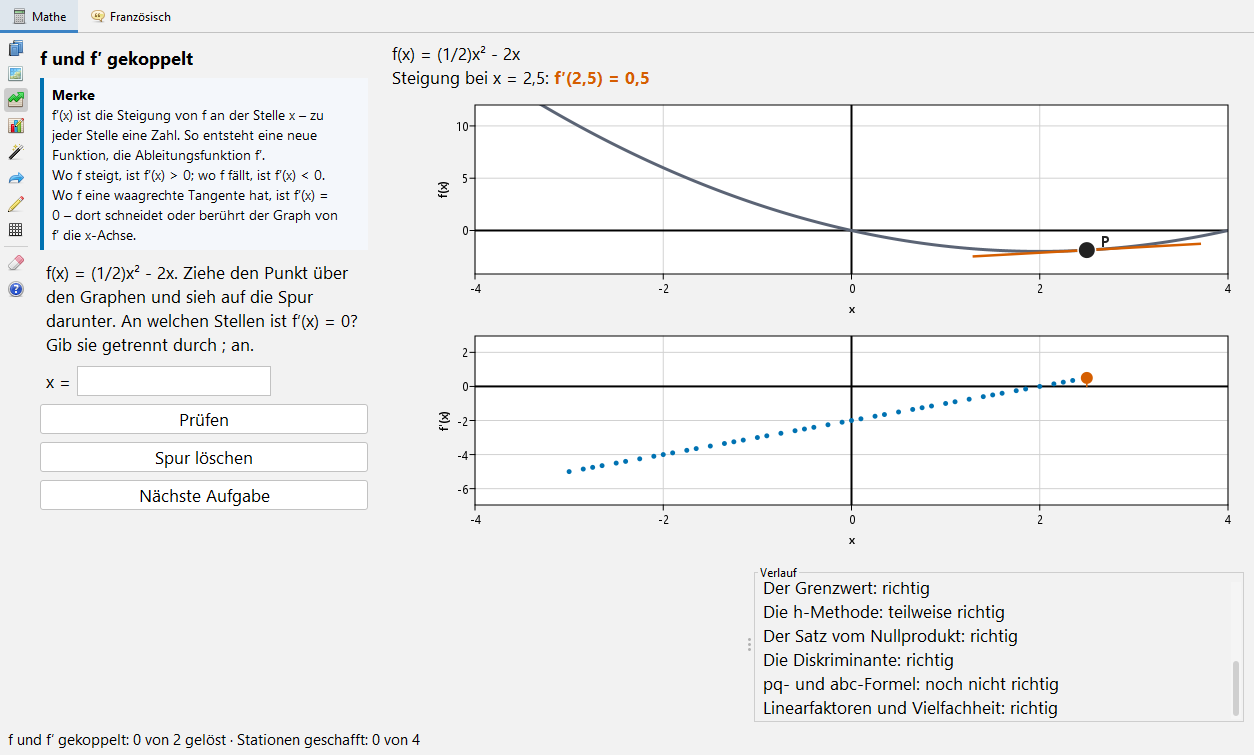 Mathe
Französisch
f und f′ gekoppelt
Merke
f′(x) ist die Steigung von f an der Stelle x – zu
jeder Stelle eine Zahl. So entsteht eine neue
Funktion, die Ableitungsfunktion f′.
Wo f steigt, ist f′(x) > 0; wo f fällt, ist f′(x) < 0.
Wo f eine waagrechte Tangente hat, ist f′(x) =
0 – dort schneidet oder berührt der Graph von
f′ die x-Achse.
f(x) = (1/2)x² - 2x. Ziehe den Punkt über
den Graphen und sieh auf die Spur
darunter. An welchen Stellen ist f′(x) = 0?
Gib sie getrennt durch ; an.
x =
Prüfen
Spur löschen
Nächste Aufgabe
f(x) = (1/2)x² - 2x
Steigung bei x = 2,5: f′(2,5) = 0,5
10
5
0
f(x)
P
-4
-2
0
2
4
x
2
0
-2
-4
-6
f′(x)
-4
-2
0
2
4
x
Verlauf
Der Grenzwert: richtig
Die h-Methode: teilweise richtig
Der Satz vom Nullprodukt: richtig
Die Diskriminante: richtig
pq- und abc-Formel: noch nicht richtig
Linearfaktoren und Vielfachheit: richtig
f und f′ gekoppelt: 0 von 2 gelöst · Stationen geschafft: 0 von 4